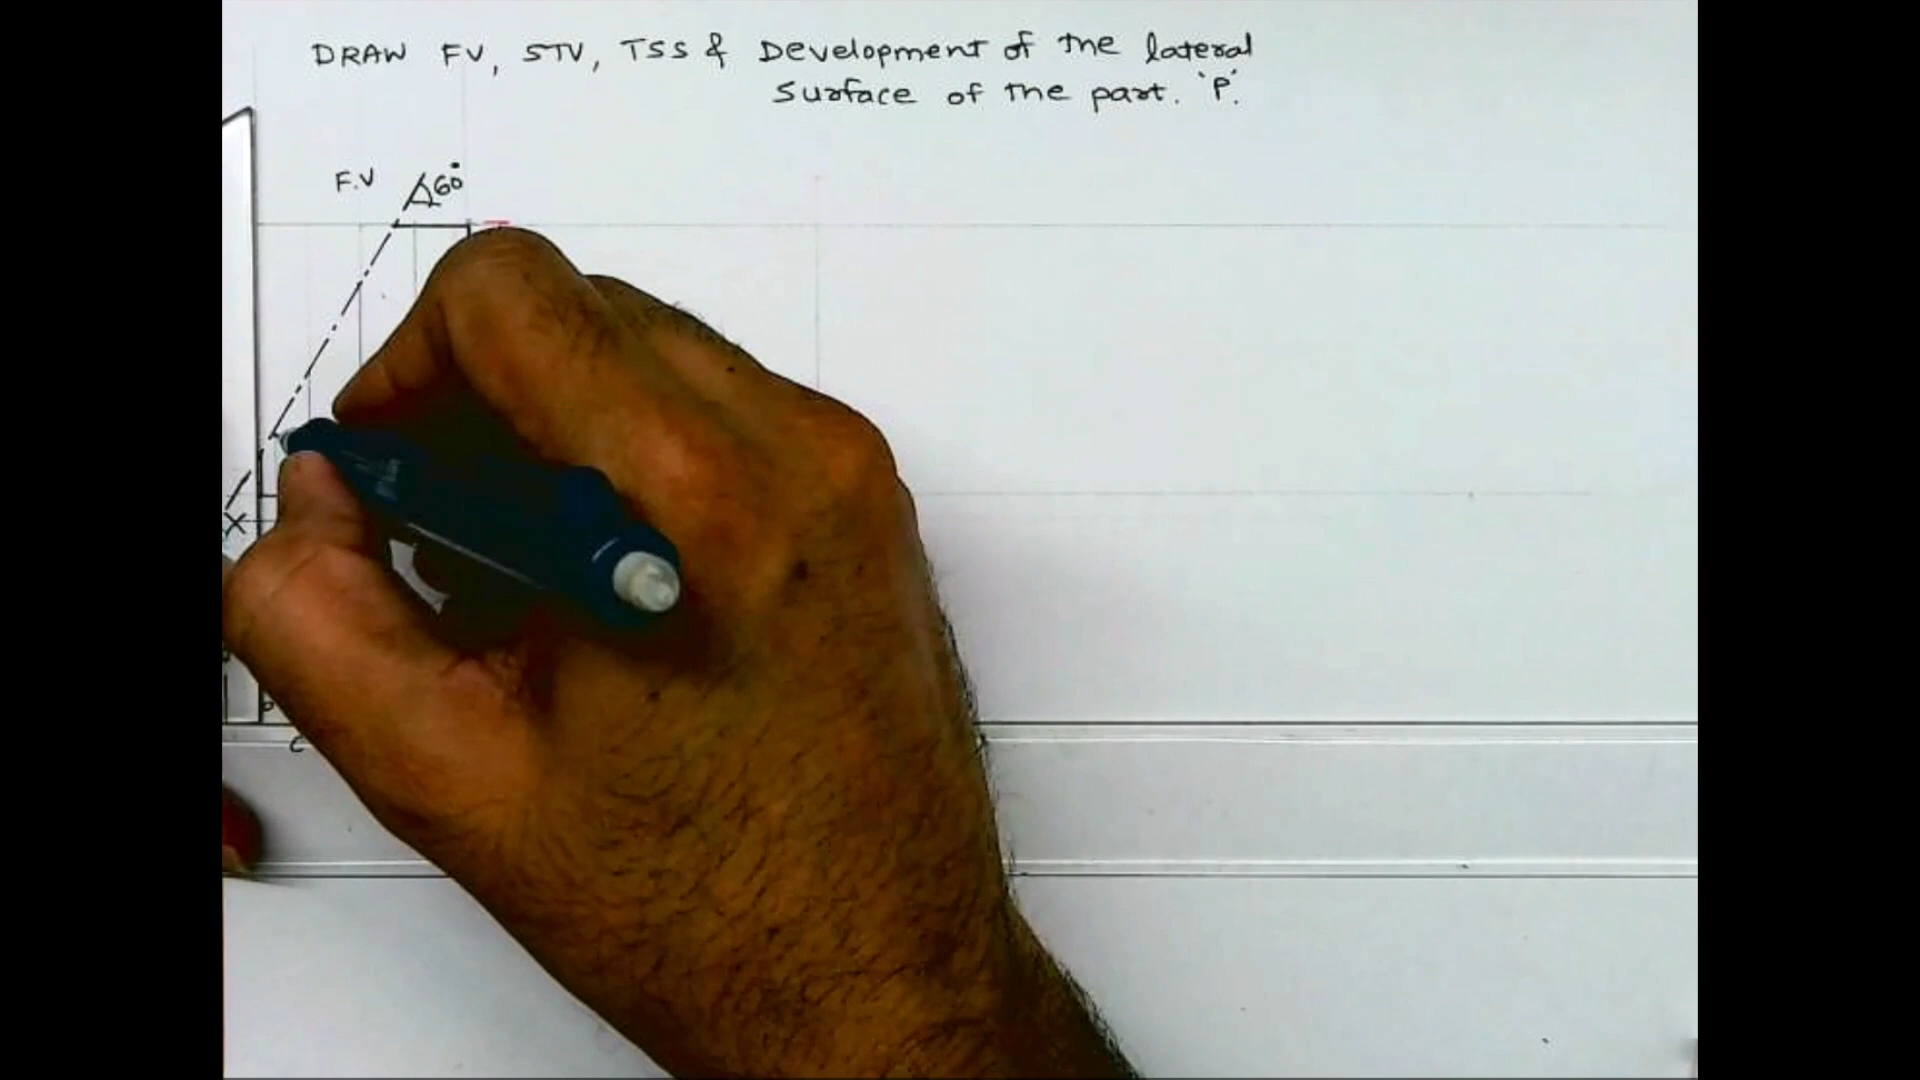 DRAW FV, STV, TSS & Development of the lateral
Surface of the part. 'P'.
F.V 60°
X
C